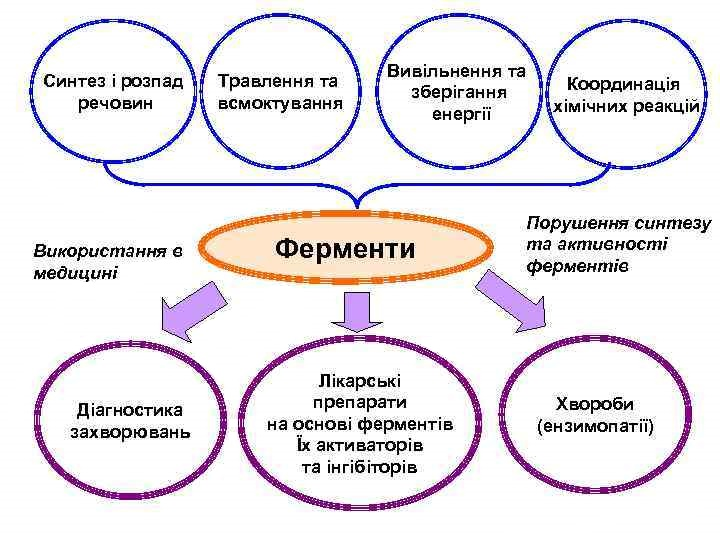 Синтез і розпад
речовин
Травлення та
всмоктування
Вивільнення та
зберігання
енергії
Координація
хімічних реакцій
Використання в
медицині
Ферменти
Порушення синтезу
та активності
ферментів
Діагностика
захворювань
Лікарські
препарати
на основі ферментів
Їх активаторів
та інгібіторів
Хвороби
(ензимопатії)